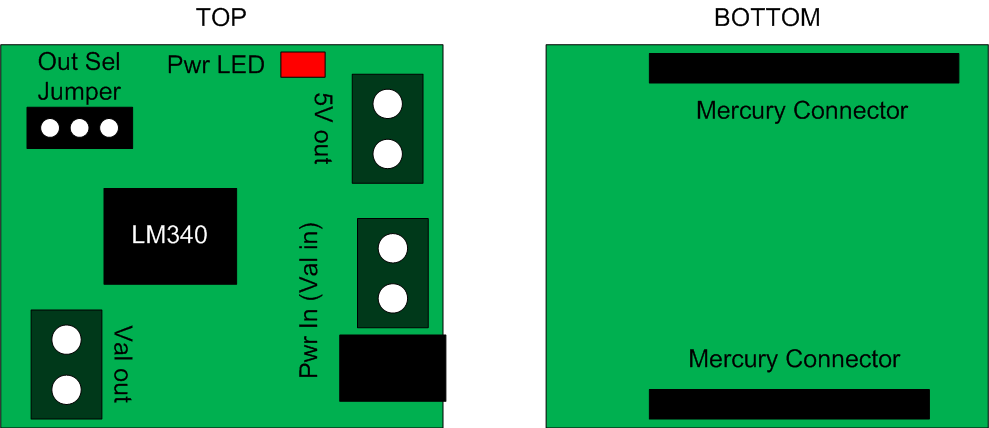 TOP
BOTTOM
Out Sel
Jumper
Pwr LED
5V out
LM340
Pwr In (Val in)
Val out
Mercury Connector
Mercury Connector